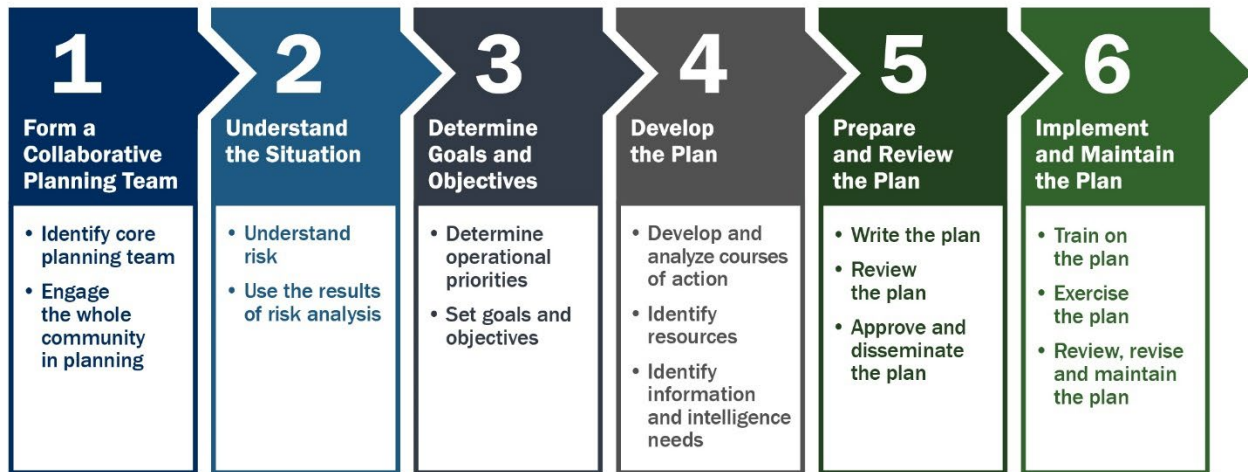 1
Form a
Collaborative
Planning Team
• Identify core
planning team
• Engage
the whole
community
in planning
2
Understand
the Situation
• Understand
risk
• Use the results
of risk analysis
3
Determine
Goals and
Objectives
• Determine
operational
priorities
• Set goals and
objectives
4
Develop
the Plan
• Develop and
analyze courses
of action
• Identify
resources
• Identify
information
and intelligence
needs
5
Prepare
and Review
the Plan
• Write the plan
• Review
the plan
• Approve and
disseminate
the plan
6
Implement
and Maintain
the Plan
• Train on
the plan
• Exercise
the plan
• Review, revise
and maintain
the plan